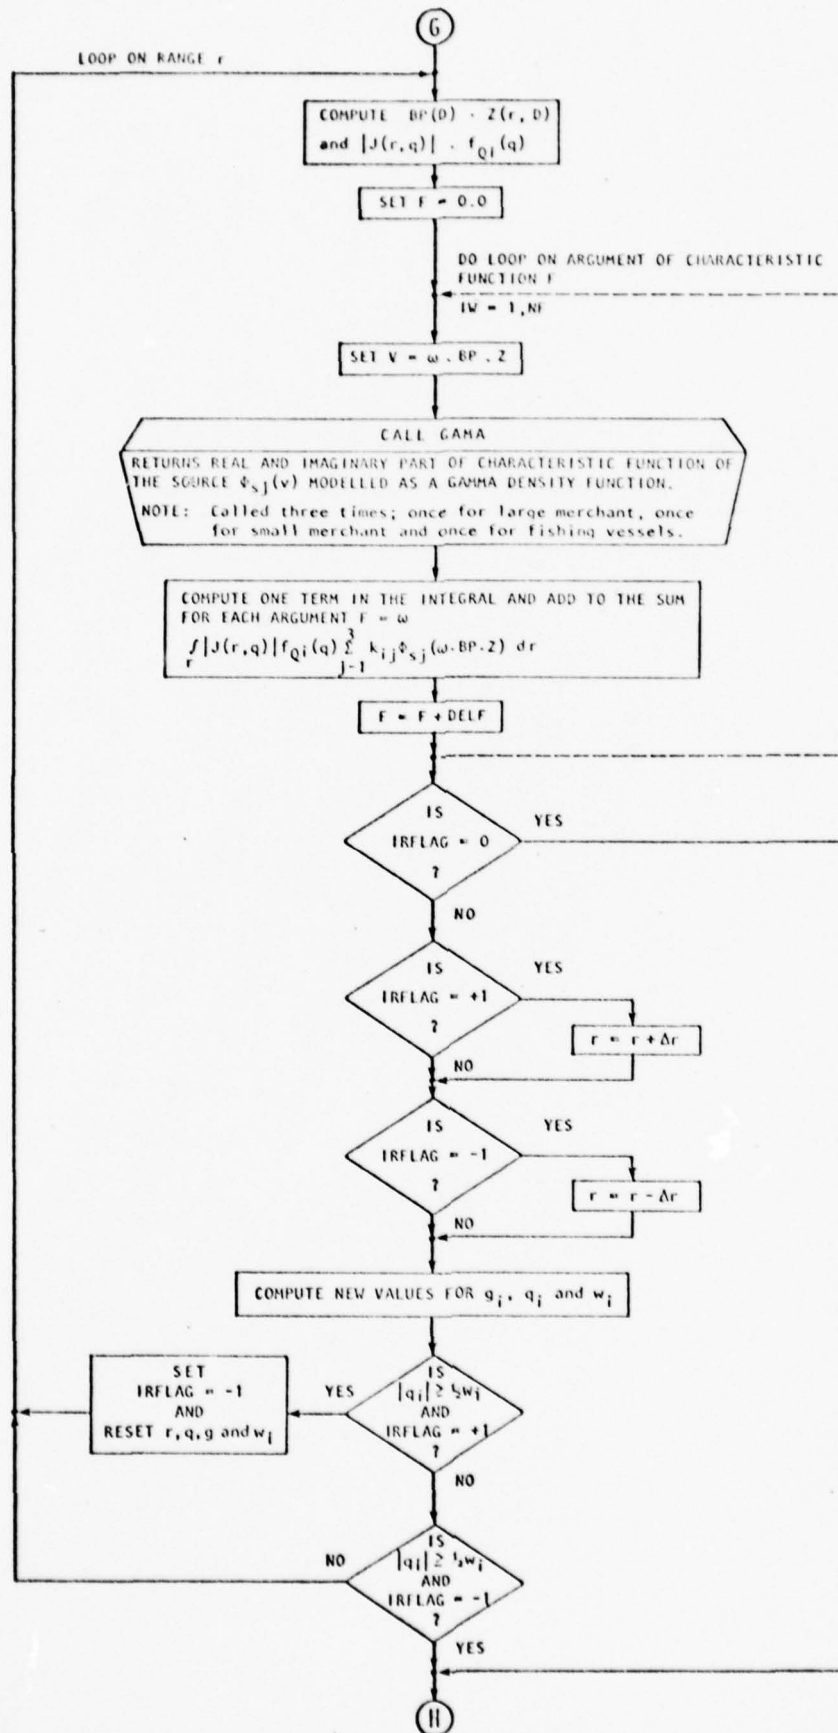 G
LOOP ON RANGE r
COMPUTE BP(D) · Z(r, D)
and |J(r,q)| . f_Qi(q)
SET F = 0.0
DO LOOP ON ARGUMENT OF CHARACTERISTIC
FUNCTION F
IW = 1,NF
SET V = ω . BP . Z
CALL GAMA
RETURNS REAL AND IMAGINARY PART OF CHARACTERISTIC FUNCTION OF
THE SOURCE Φ_sj(v) MODELLED AS A GAMMA DENSITY FUNCTION.
NOTE: Called three times; once for large merchant, once
for small merchant and once for fishing vessels.
COMPUTE ONE TERM IN THE INTEGRAL AND ADD TO THE SUM
FOR EACH ARGUMENT F = ω
3
∫|J(r,q)|f_Qi(q) Σ k_ij Φ_sj(ω·BP·Z) dr
r j-1
F = F + DELF
IS
IRFLAG = 0
?
YES
NO
IS
IRFLAG = +1
?
YES
r = r + Δr
NO
IS
IRFLAG = -1
?
YES
r = r - Δr
NO
COMPUTE NEW VALUES FOR g_i, q_i and w_i
SET
IRFLAG = -1
AND
RESET r,q,g and w_i
YES
IS
|q_i| ≥ ½w_i
AND
IRFLAG = +1
?
NO
NO
IS
|q_i| ≥ ½w_i
AND
IRFLAG = -1
?
YES
H